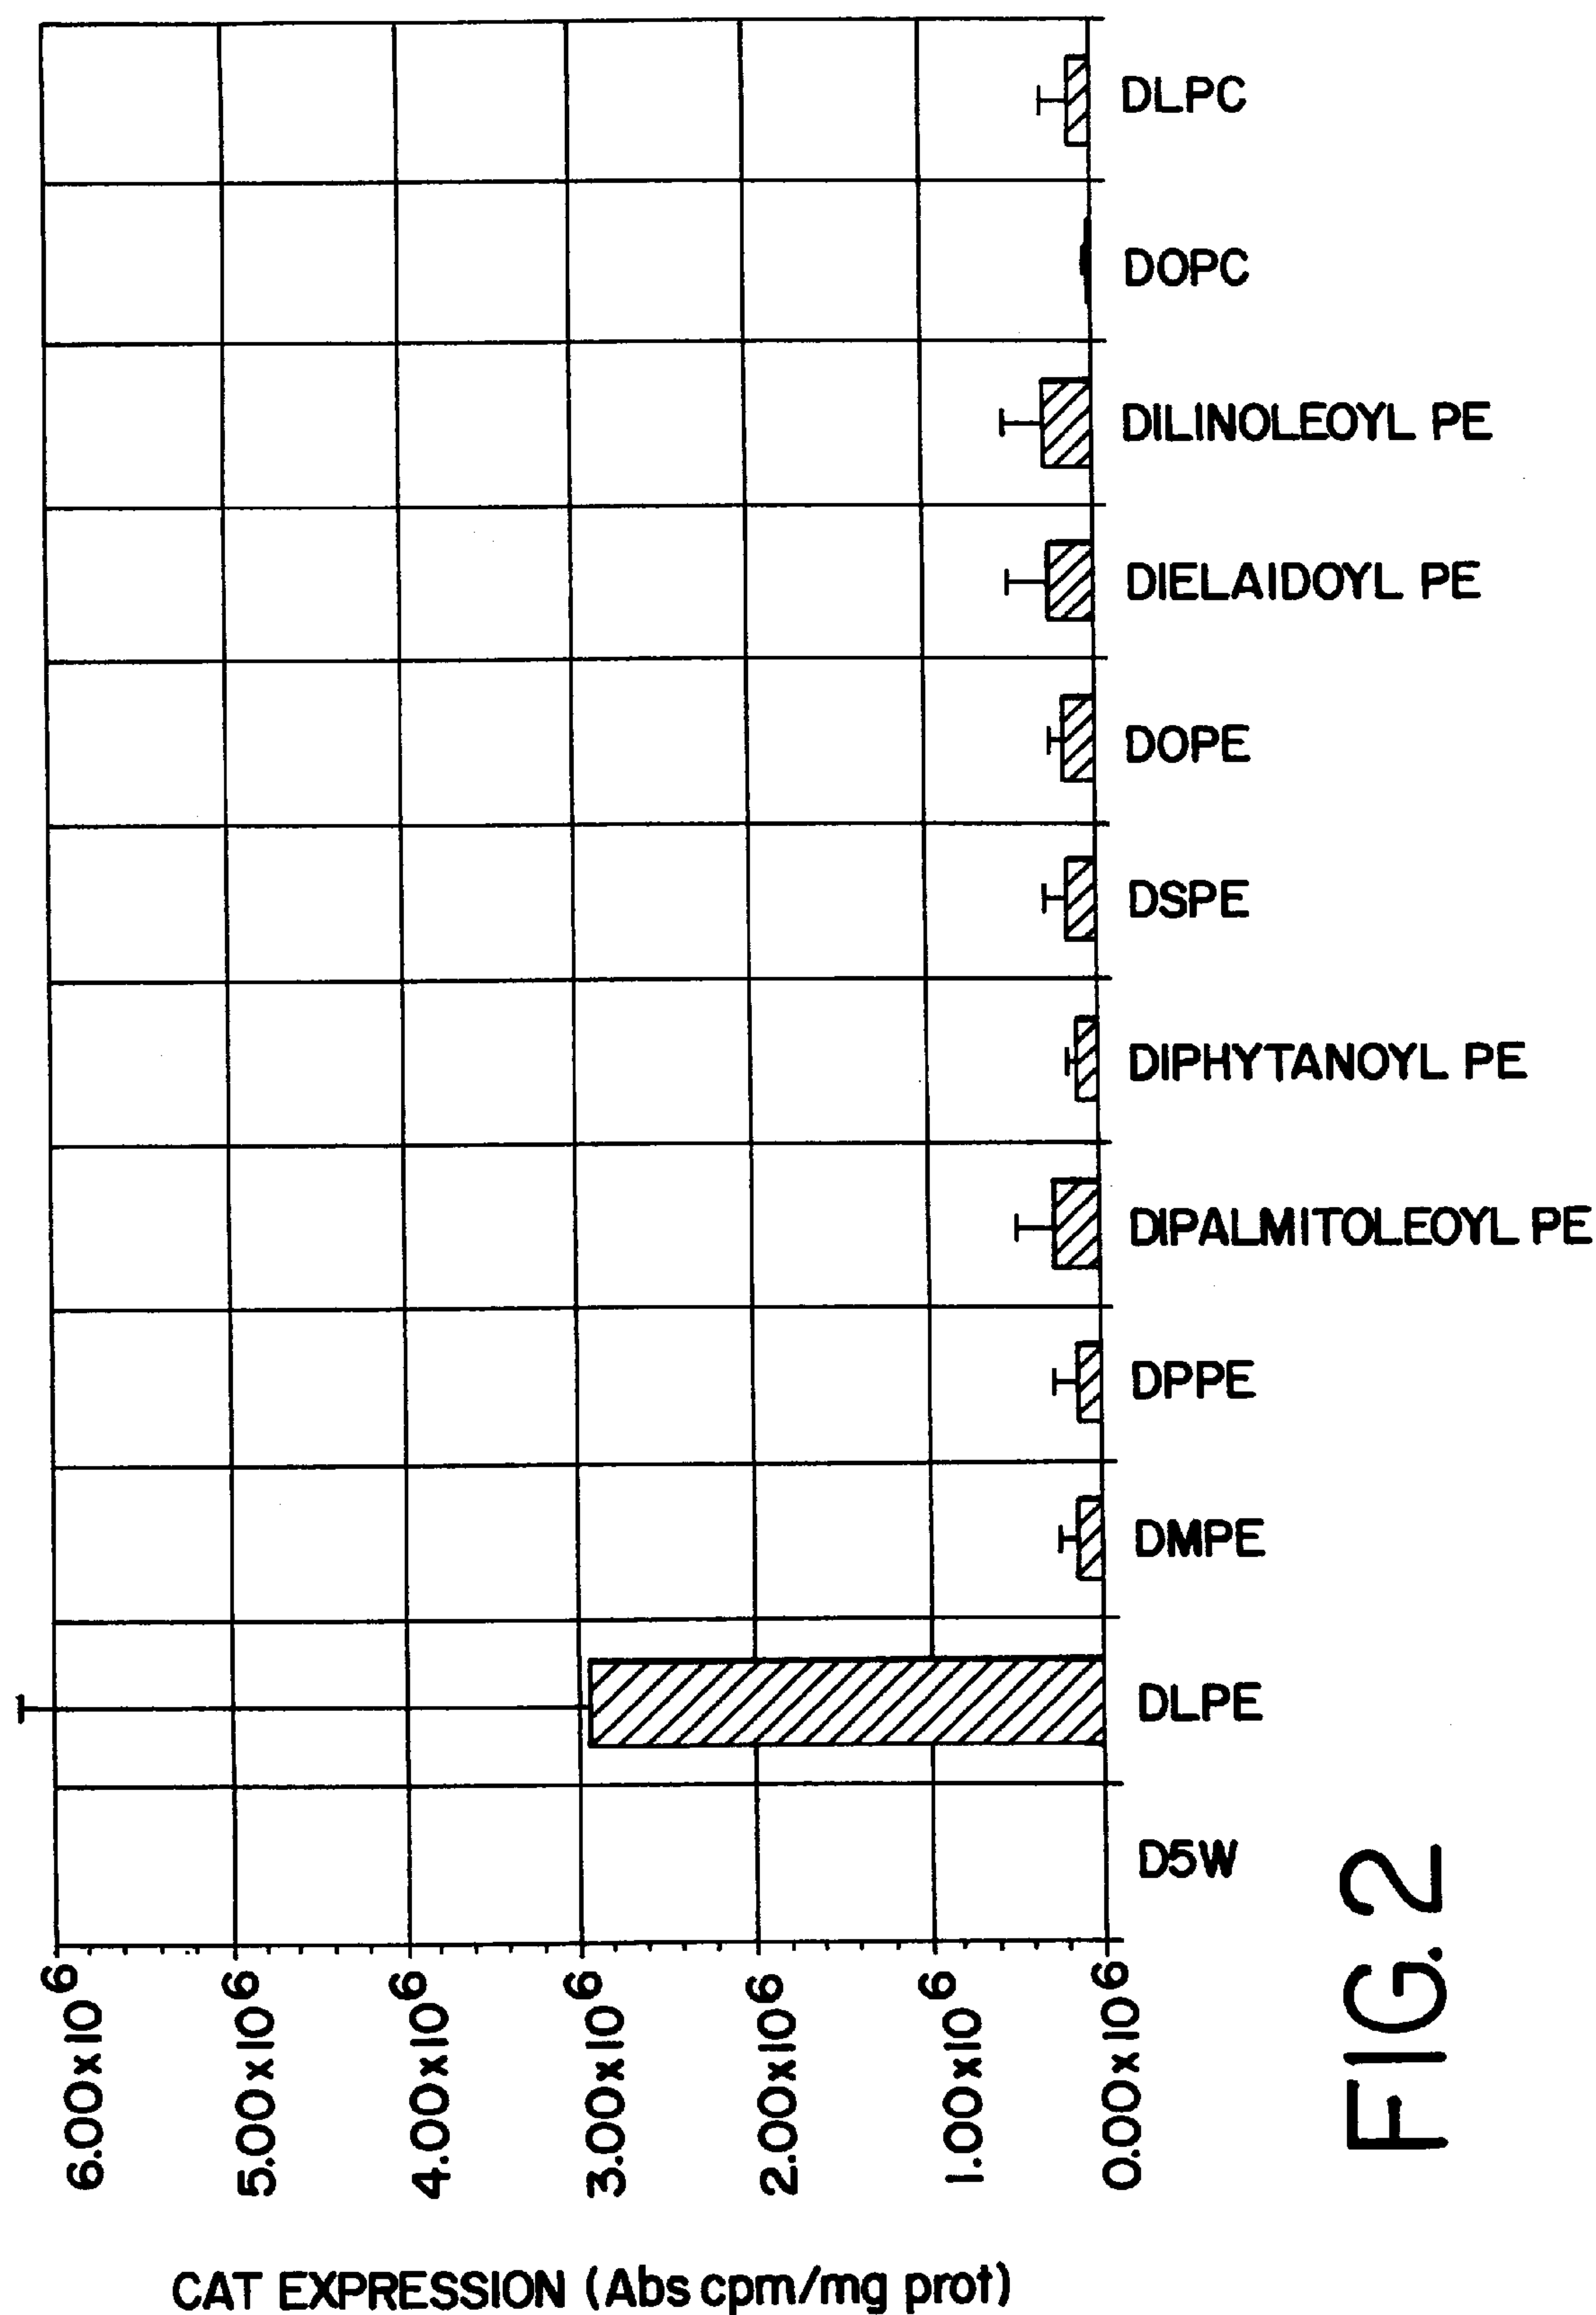 CAT EXPRESSION (Abs cpm/mg prot)
6.00x10^6
5.00x10^6
4.00x10^6
3.00x10^6
2.00x10^6
1.00x10^6
0.00x10^6
D5W
DLPE
DMPE
DPPE
DIPALMITOLEOYL PE
DIPHYTANOYL PE
DSPE
DOPE
DIELAIDOYL PE
DILINOLEOYL PE
DOPC
DLPC
FIG. 2